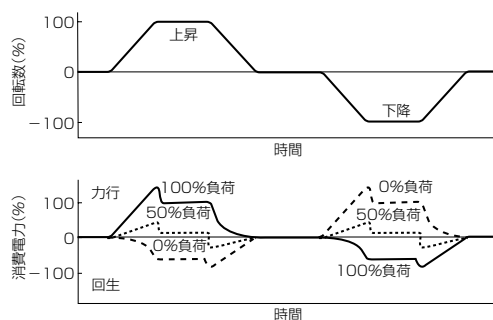 回転数(%)
100
0
-100
上昇
下降
時間
消費電力(%)
100
0
-100
力行
回生
100%負荷
50%負荷
0%負荷
0%負荷
50%負荷
100%負荷
時間